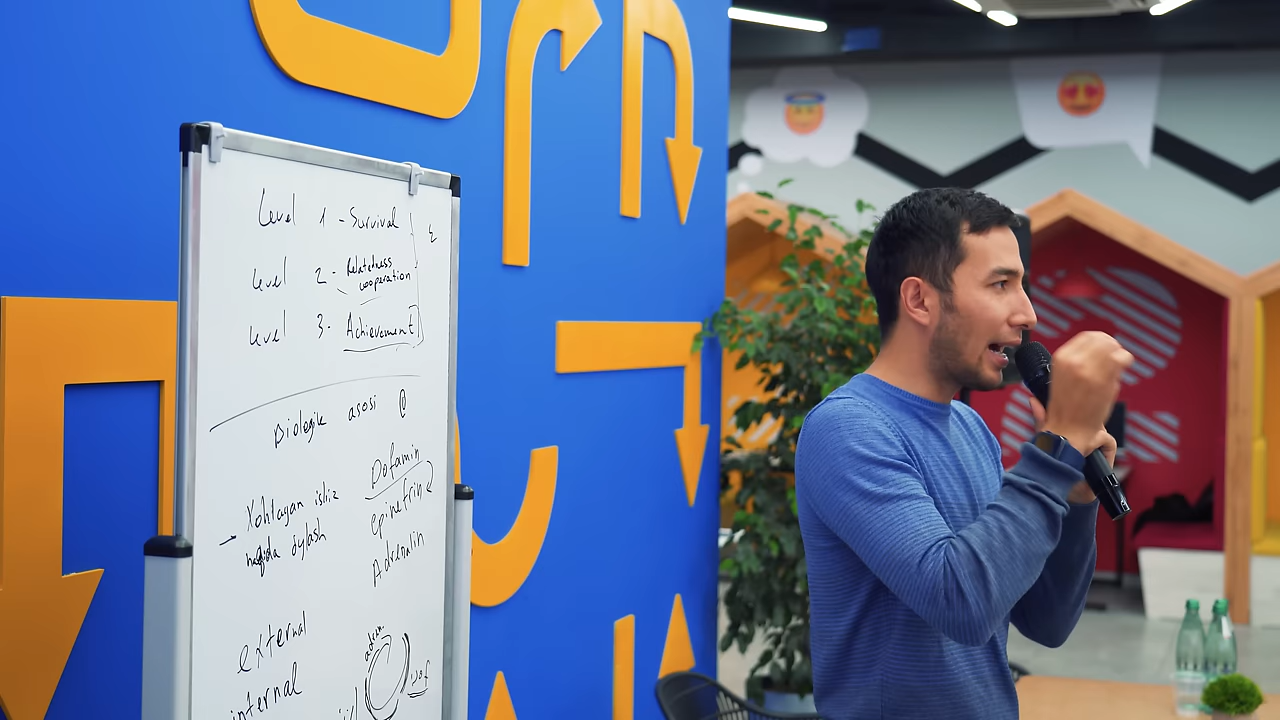 Level 1 - Survival
Level 2 - Relatedness
cooperation
Level 3 - Achievement
Biologik asosi
Dofamin
Xohlagan ishiz
epinefrin
haqida o'ylash
Adrenalin
external
internal